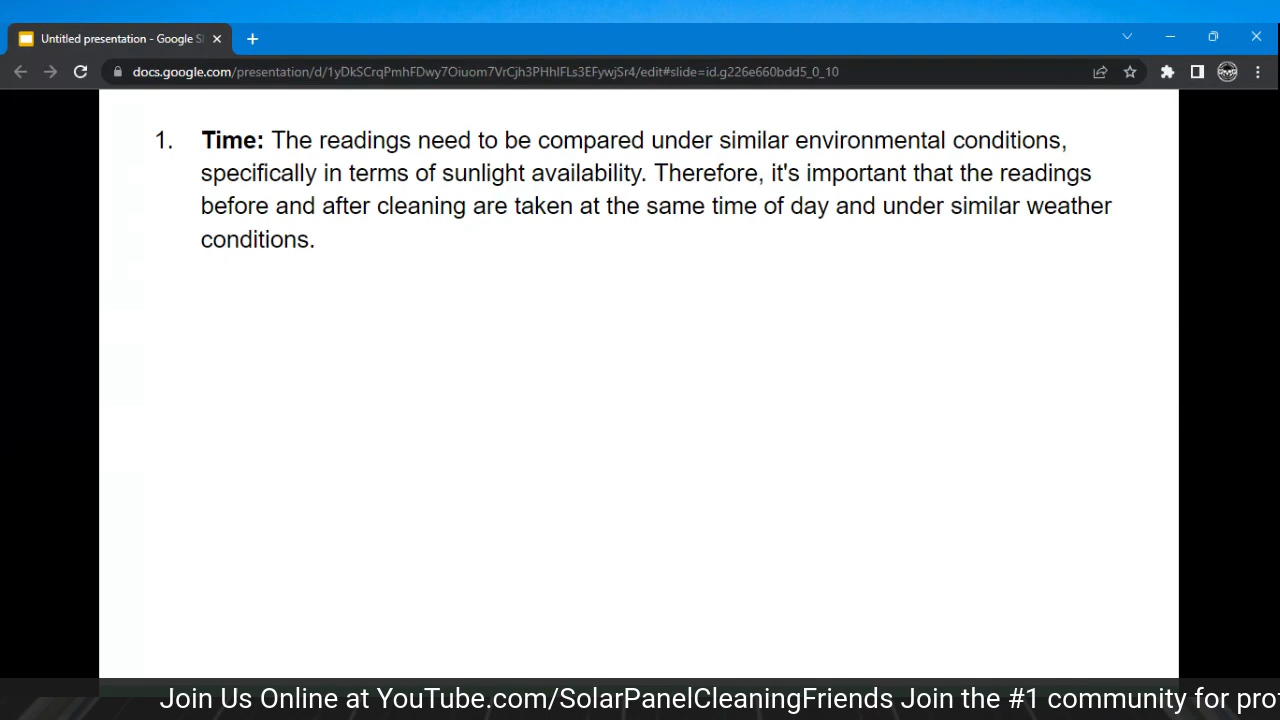 Untitled presentation - Google Sl
docs.google.com/presentation/d/1yDkSCrqPmhFDwy7Oiuom7VrCjh3PHhlFLs3EFywjSr4/edit#slide=id.g226e660bdd5_0_10
1. Time: The readings need to be compared under similar environmental conditions,
specifically in terms of sunlight availability. Therefore, it's important that the readings
before and after cleaning are taken at the same time of day and under similar weather
conditions.
Join Us Online at YouTube.com/SolarPanelCleaningFriends Join the #1 community for pro